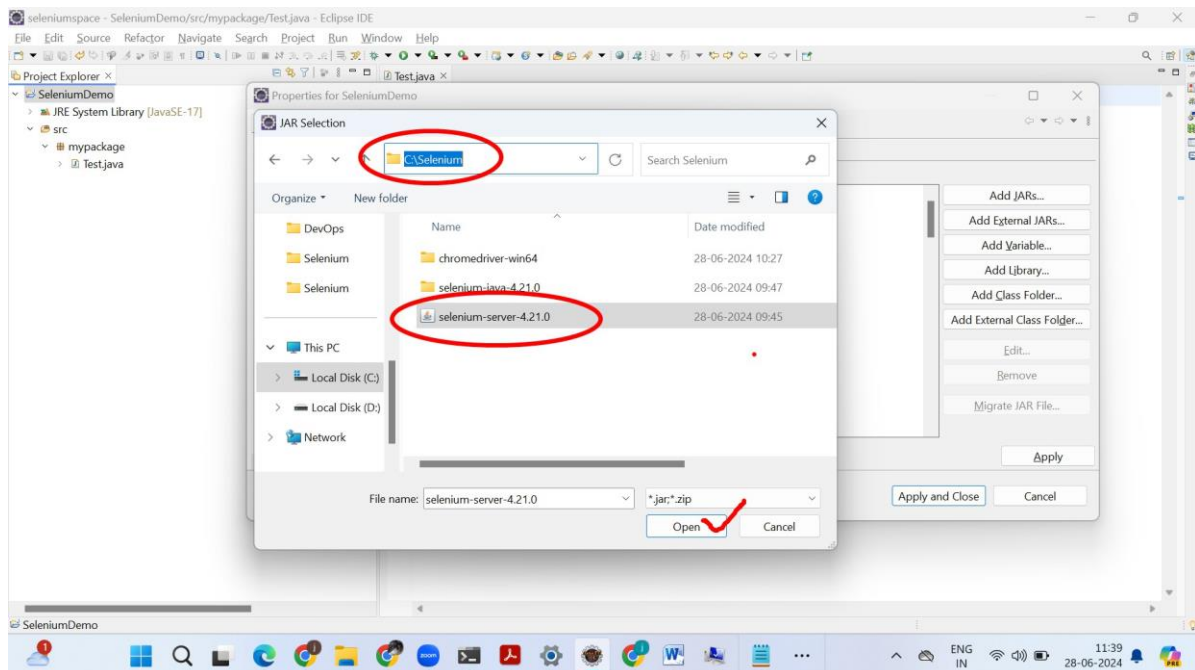 seleniumspace - SeleniumDemo/src/mypackage/Test.java - Eclipse IDE
File Edit Source Refactor Navigate Search Project Run Window Help
Project Explorer ×
Test.java ×
SeleniumDemo
JRE System Library [JavaSE-17]
src
mypackage
Test.java
Properties for SeleniumDemo
JAR Selection
C:\Selenium
Search Selenium
Organize
New folder
DevOps
Selenium
Selenium
This PC
Local Disk (C:)
Local Disk (D:)
Network
Name
Date modified
chromedriver-win64
28-06-2024 10:27
selenium-java-4.21.0
28-06-2024 09:47
selenium-server-4.21.0
28-06-2024 09:45
File name: selenium-server-4.21.0
*.jar;*.zip
Open
Cancel
Add JARs...
Add External JARs...
Add Variable...
Add Library...
Add Class Folder...
Add External Class Folder...
Edit...
Remove
Migrate JAR File...
Apply
Apply and Close
Cancel
SeleniumDemo
1
zoom
ENG
IN
11:39
28-06-2024
PRE